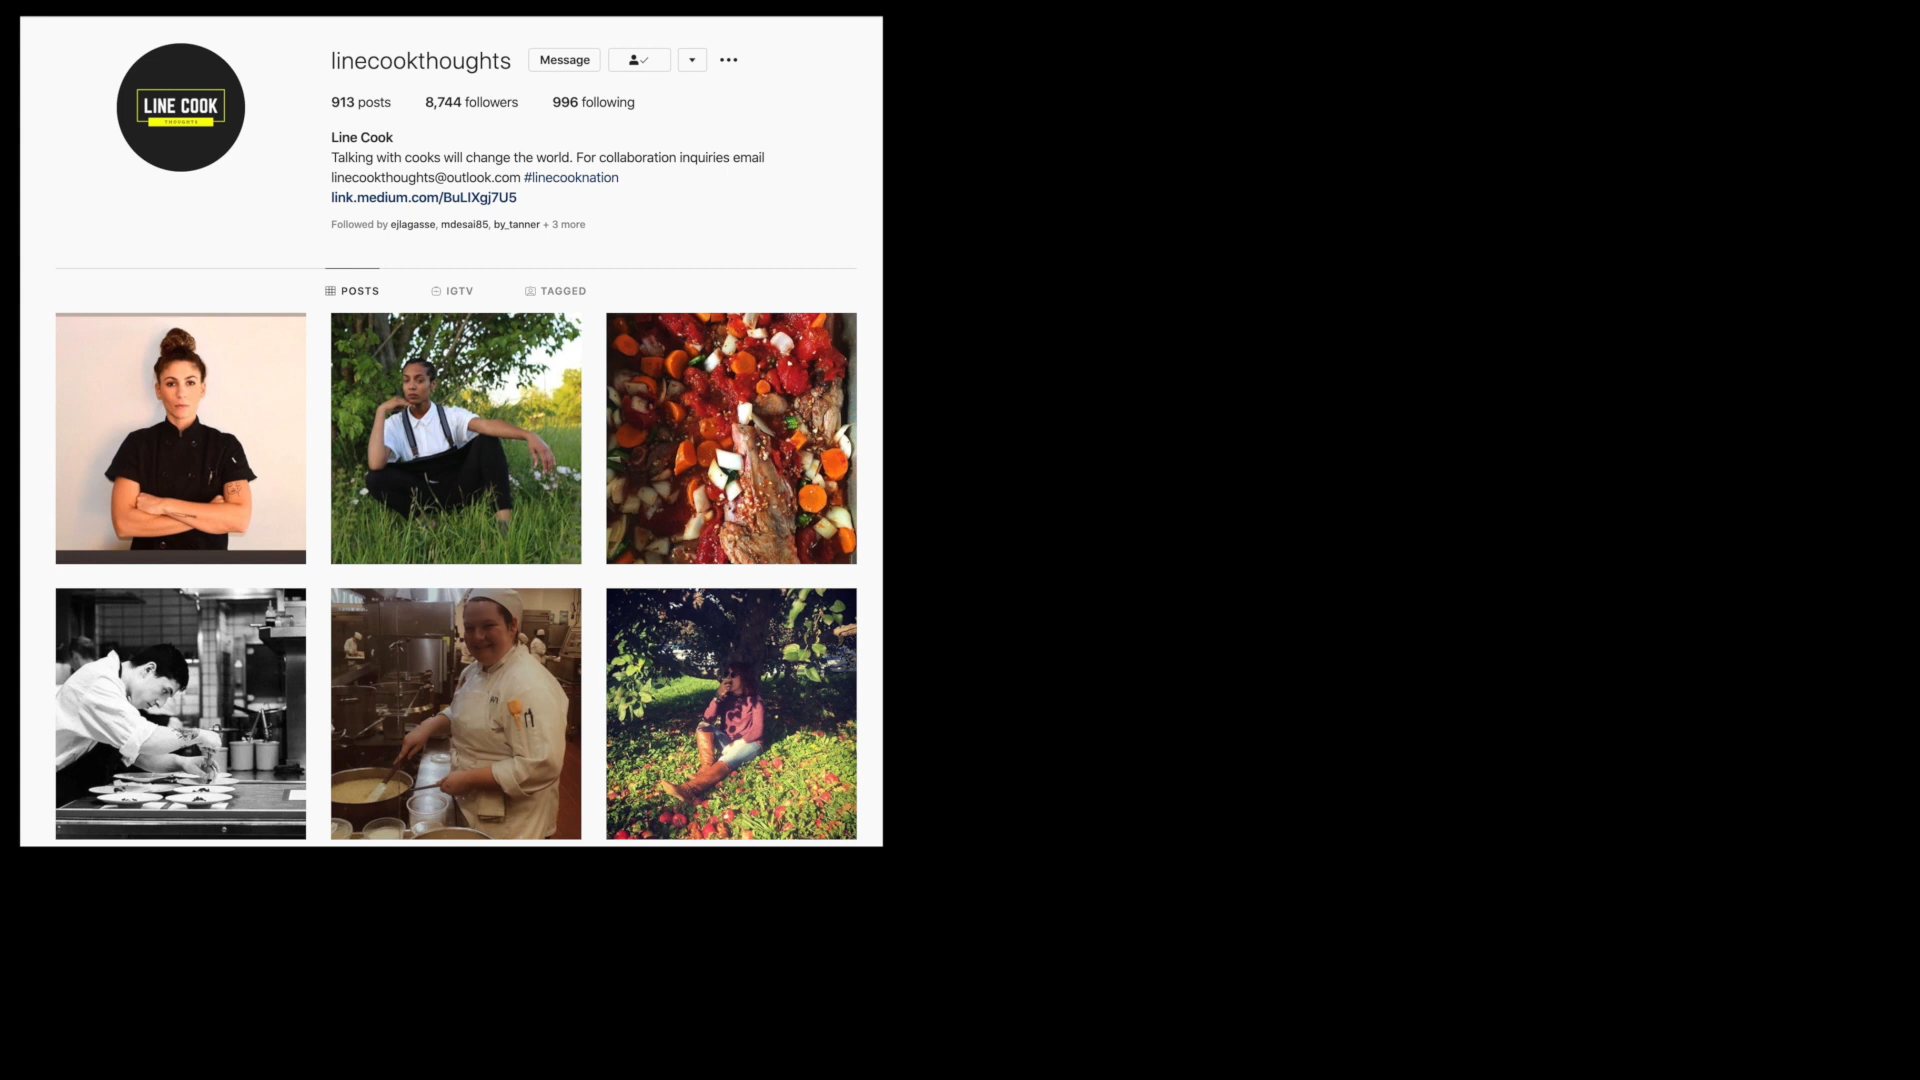 LINE COOK
THOUGHTS
linecookthoughts Message
913 posts 8,744 followers 996 following
Line Cook
Talking with cooks will change the world. For collaboration inquiries email
linecookthoughts@outlook.com #linecooknation
link.medium.com/BuLIXgj7U5
Followed by ejlagasse, mdesai85, by_tanner + 3 more
POSTS IGTV TAGGED